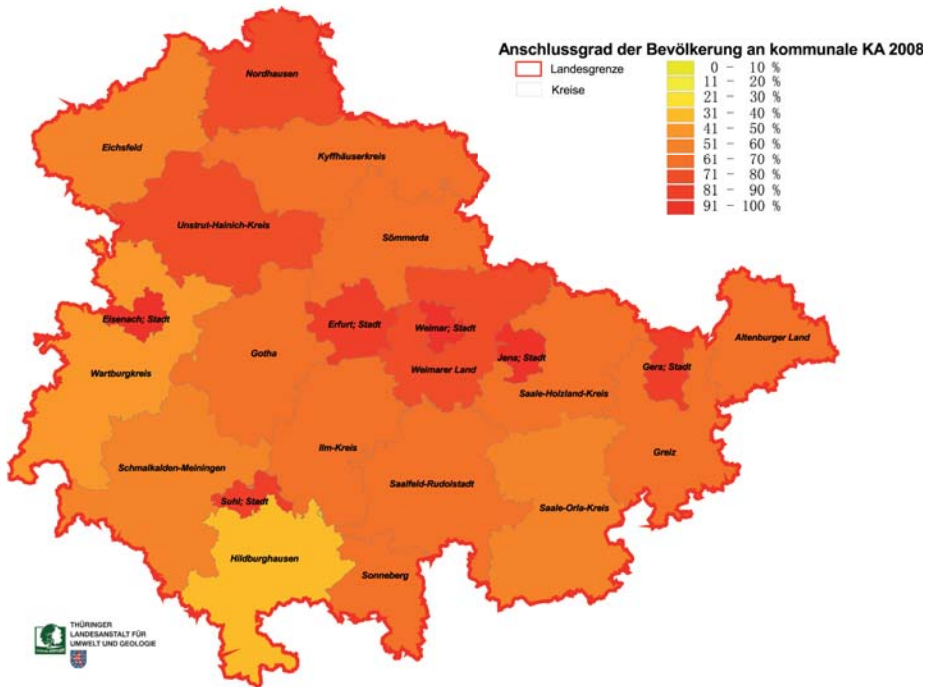 Anschlussgrad der Bevölkerung an kommunale KA 2008
Landesgrenze
Kreise
0 - 10 %
11 - 20 %
21 - 30 %
31 - 40 %
41 - 50 %
51 - 60 %
61 - 70 %
71 - 80 %
81 - 90 %
91 - 100 %
Nordhausen
Eichsfeld
Kyffhäuserkreis
Unstrut-Hainich-Kreis
Sömmerda
Eisenach; Stadt
Erfurt; Stadt
Weimar; Stadt
Jena; Stadt
Gera; Stadt
Altenburger Land
Gotha
Weimarer Land
Wartburgkreis
Saale-Holzland-Kreis
Ilm-Kreis
Greiz
Schmalkalden-Meiningen
Saalfeld-Rudolstadt
Suhl; Stadt
Saale-Orla-Kreis
Hildburghausen
Sonneberg
THÜRINGER
LANDESANSTALT FÜR
UMWELT UND GEOLOGIE